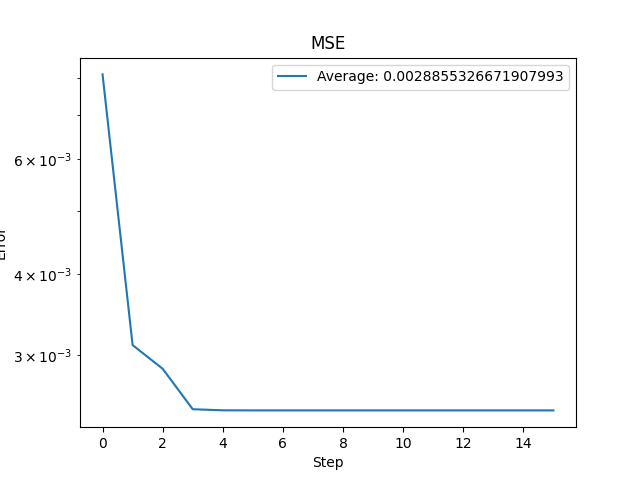 MSE
Average: 0.0028855326671907993
6 × 10⁻³
4 × 10⁻³
3 × 10⁻³
Error
0 2 4 6 8 10 12 14
Step